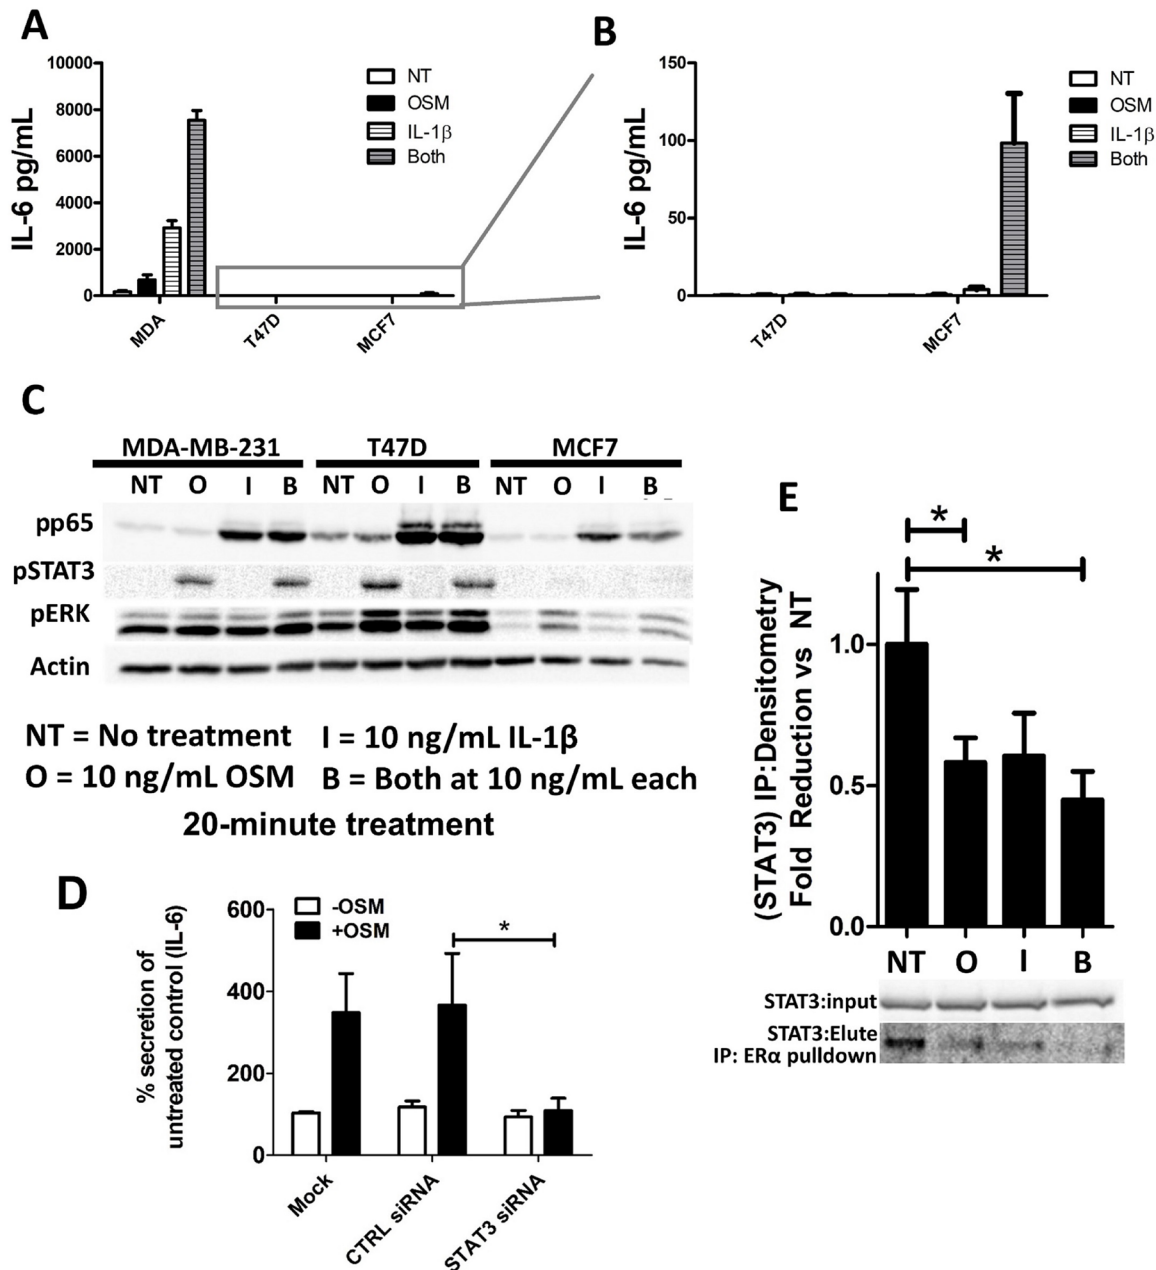 A
10000
8000
6000
4000
2000
0
IL-6 pg/mL
NT
OSM
IL-1β
Both
MDA
T47D
MCF7
B
150
100
50
0
IL-6 pg/mL
NT
OSM
IL-1β
Both
T47D
MCF7
C
MDA-MB-231 T47D MCF7
NT O I B NT O I B NT O I B
pp65
pSTAT3
pERK
Actin
NT = No treatment I = 10 ng/mL IL-1β
O = 10 ng/mL OSM B = Both at 10 ng/mL each
20-minute treatment
D
% secretion of
untreated control (IL-6)
600
400
200
0
-OSM
+OSM
*
Mock
CTRL siRNA
STAT3 siRNA
E
*
*
(STAT3) IP:Densitometry
Fold Reduction vs NT
1.0
0.5
0.0
NT O I B
STAT3:input
STAT3:Elute
IP: ERα pulldown